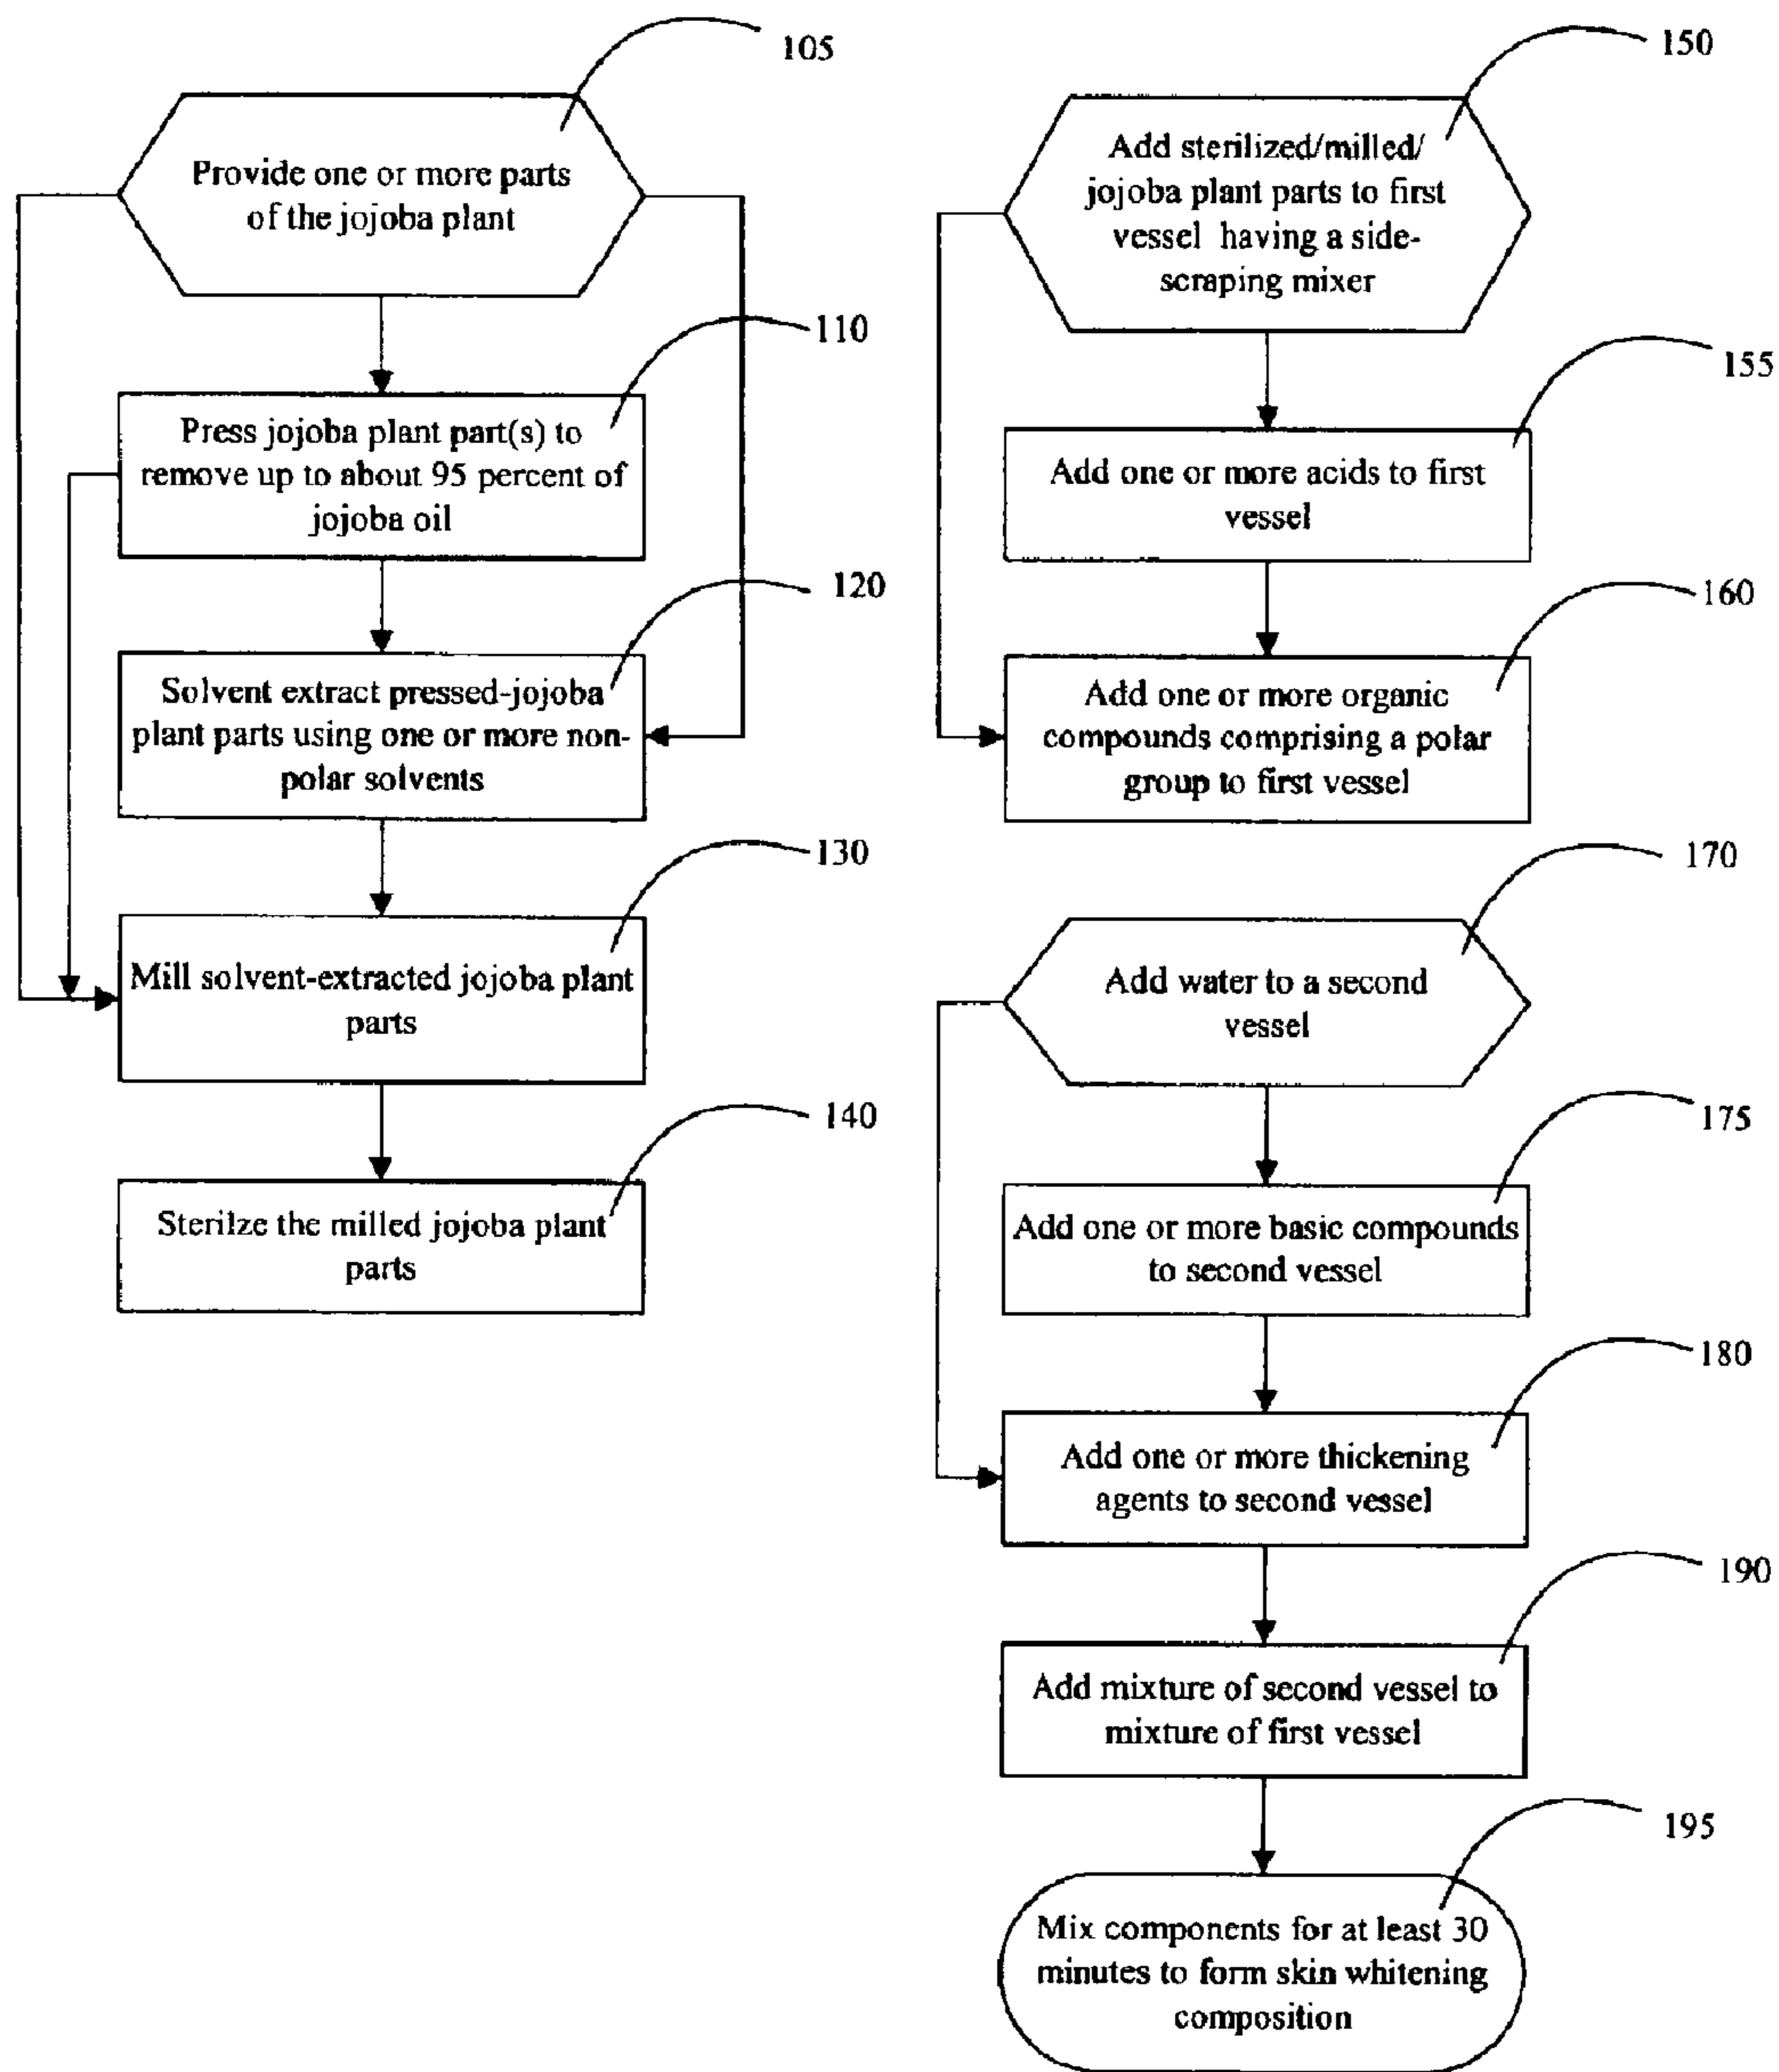 105
Provide one or more parts
of the jojoba plant
110
Press jojoba plant part(s) to
remove up to about 95 percent of
jojoba oil
120
Solvent extract pressed-jojoba
plant parts using one or more non-
polar solvents
130
Mill solvent-extracted jojoba plant
parts
140
Sterilze the milled jojoba plant
parts
150
Add sterilized/milled/
jojoba plant parts to first
vessel having a side-
scraping mixer
155
Add one or more acids to first
vessel
160
Add one or more organic
compounds comprising a polar
group to first vessel
170
Add water to a second
vessel
175
Add one or more basic compounds
to second vessel
180
Add one or more thickening
agents to second vessel
190
Add mixture of second vessel to
mixture of first vessel
195
Mix components for at least 30
minutes to form skin whitening
composition